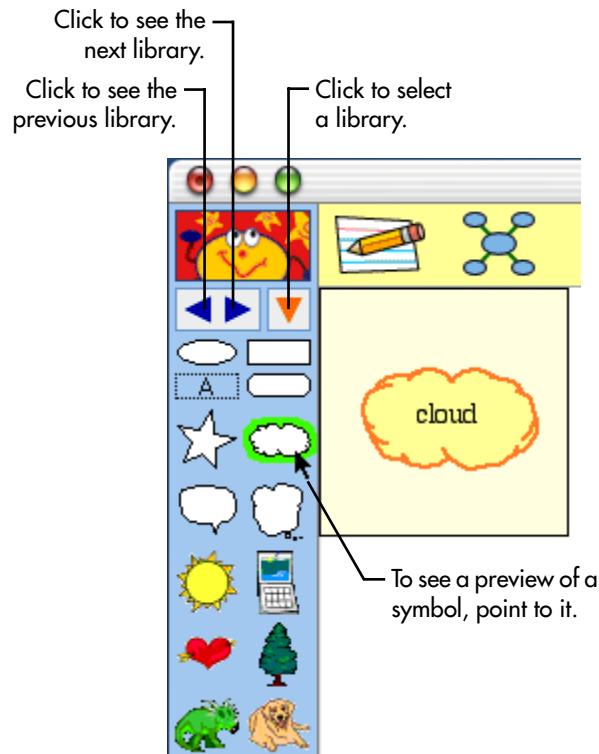 Click to see the
next library.
Click to see the
previous library.
Click to select
a library.
A
cloud
To see a preview of a
symbol, point to it.